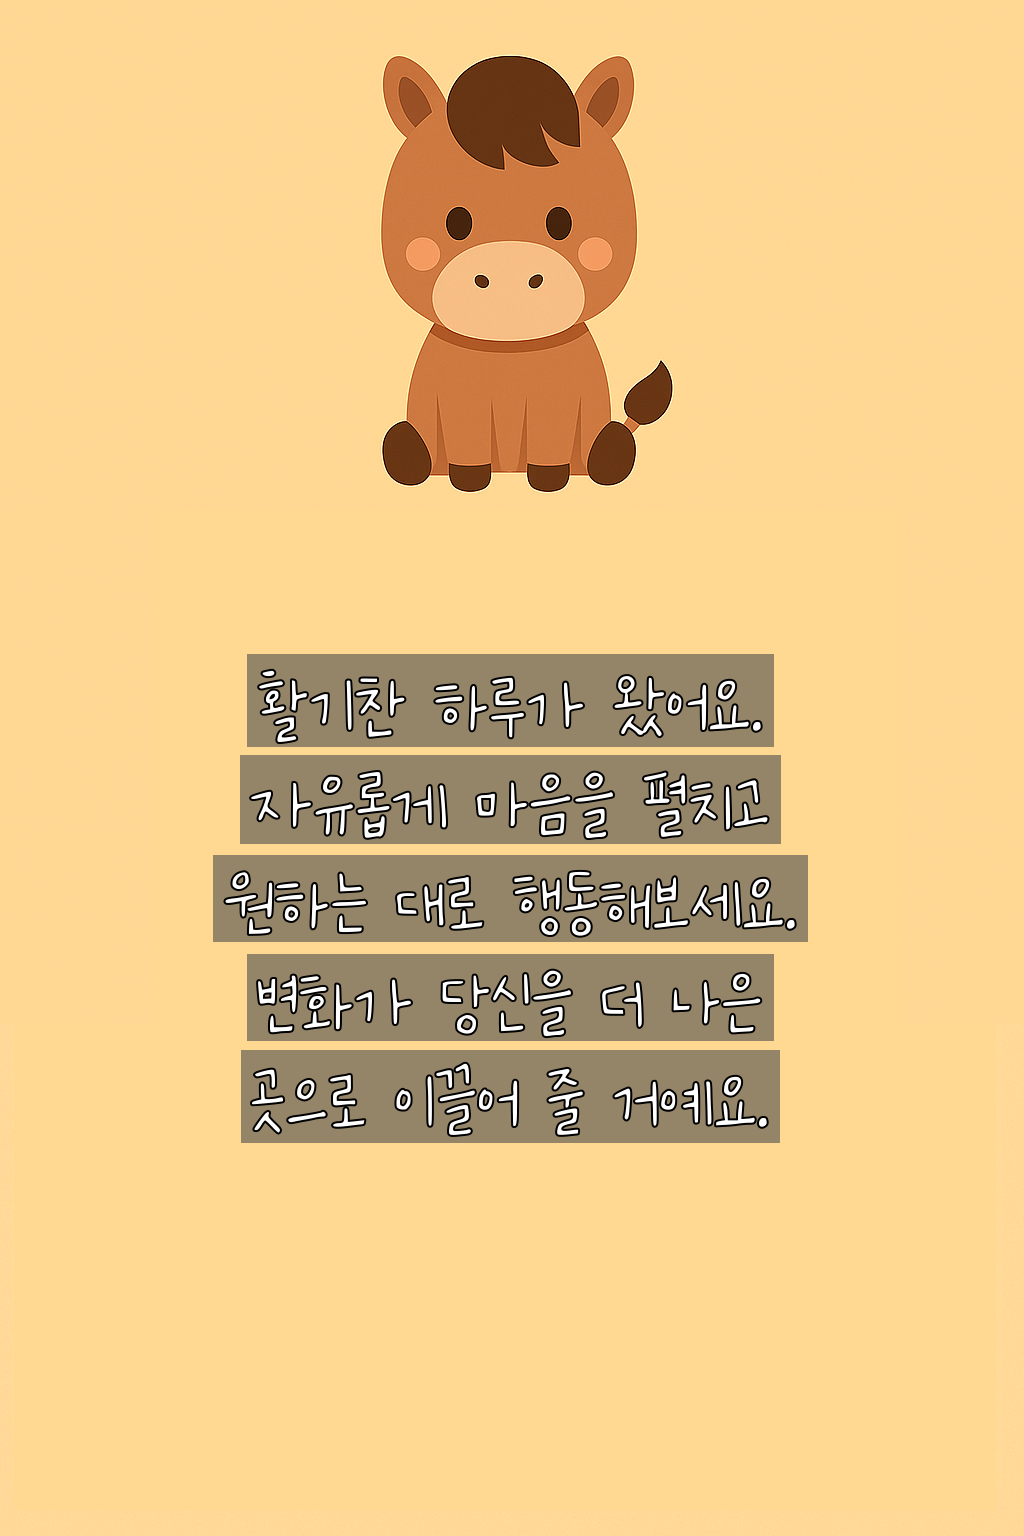 활기찬 하루가 왔어요.
자유롭게 마음을 펼치고
원하는 대로 행동해보세요.
변화가 당신을 더 나은
곳으로 이끌어 줄 거예요.